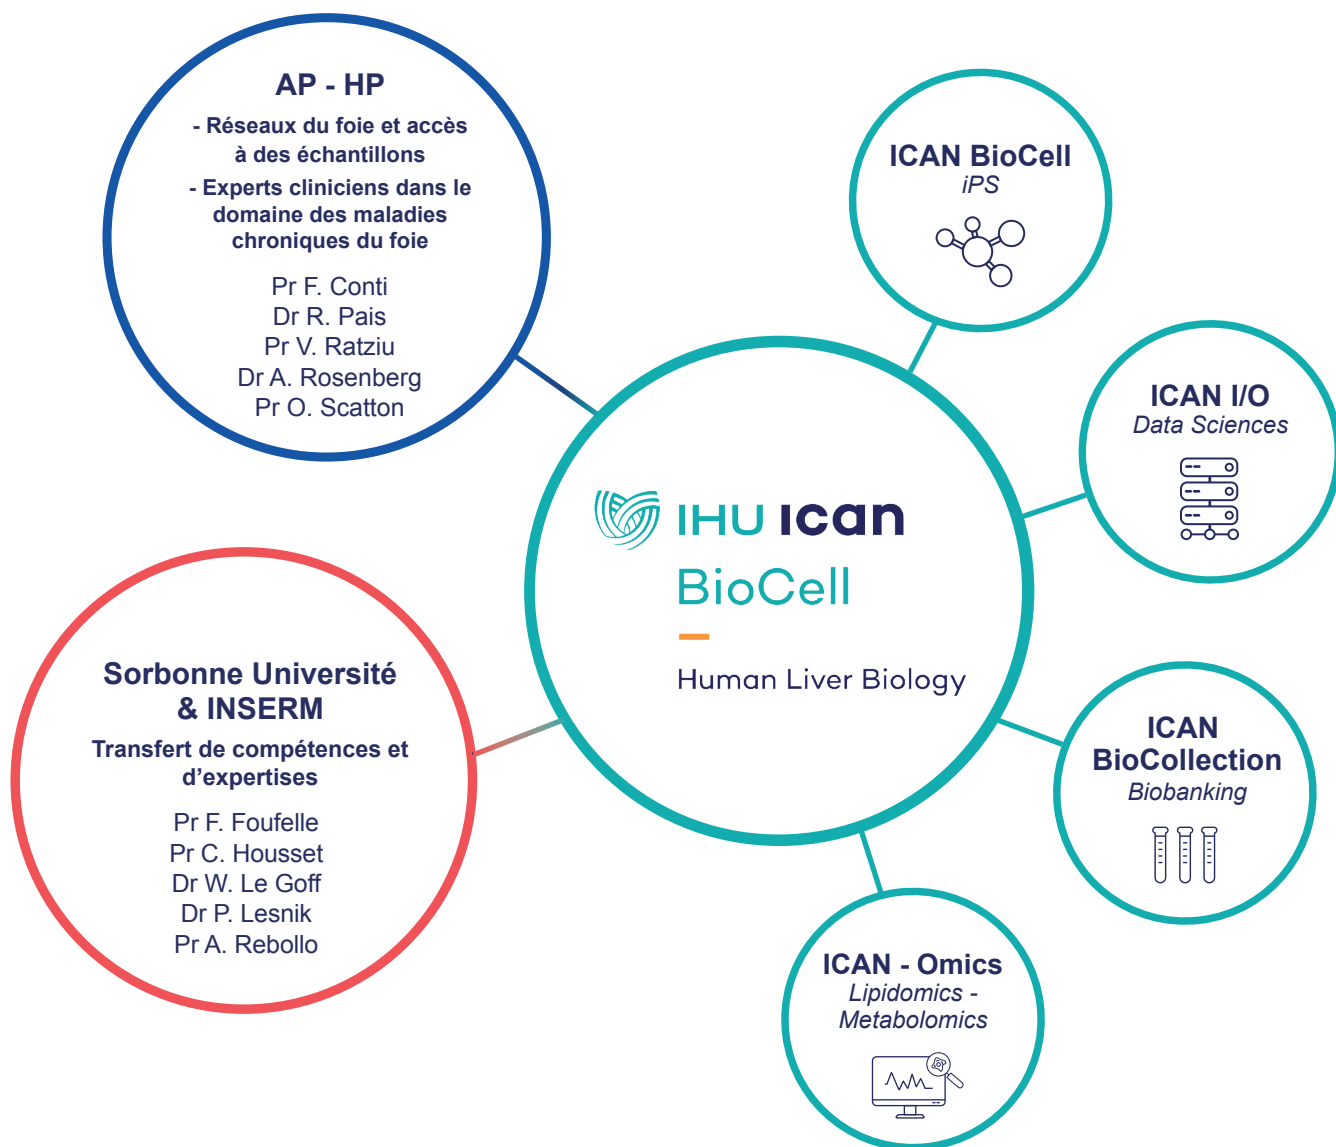 AP - HP
- Réseaux du foie et accès
à des échantillons
- Experts cliniciens dans le
domaine des maladies
chroniques du foie
Pr F. Conti
Dr R. Pais
Pr V. Ratziu
Dr A. Rosenberg
Pr O. Scatton
ICAN BioCell
iPS
ICAN I/O
Data Sciences
IHU Ican
BioCell
Human Liver Biology
Sorbonne Université
& INSERM
Transfert de compétences et
d'expertises
Pr F. Foufelle
Pr C. Housset
Dr W. Le Goff
Dr P. Lesnik
Pr A. Rebollo
ICAN
BioCollection
Biobanking
ICAN - Omics
Lipidomics -
Metabolomics